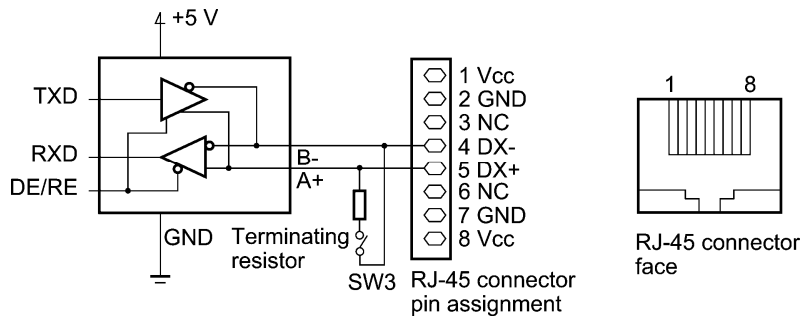 +5 V
TXD
RXD
DE/RE
B-
A+
GND
Terminating
resistor
SW3
1 Vcc
2 GND
3 NC
4 DX-
5 DX+
6 NC
7 GND
8 Vcc
RJ-45 connector
pin assignment
1 8
RJ-45 connector
face